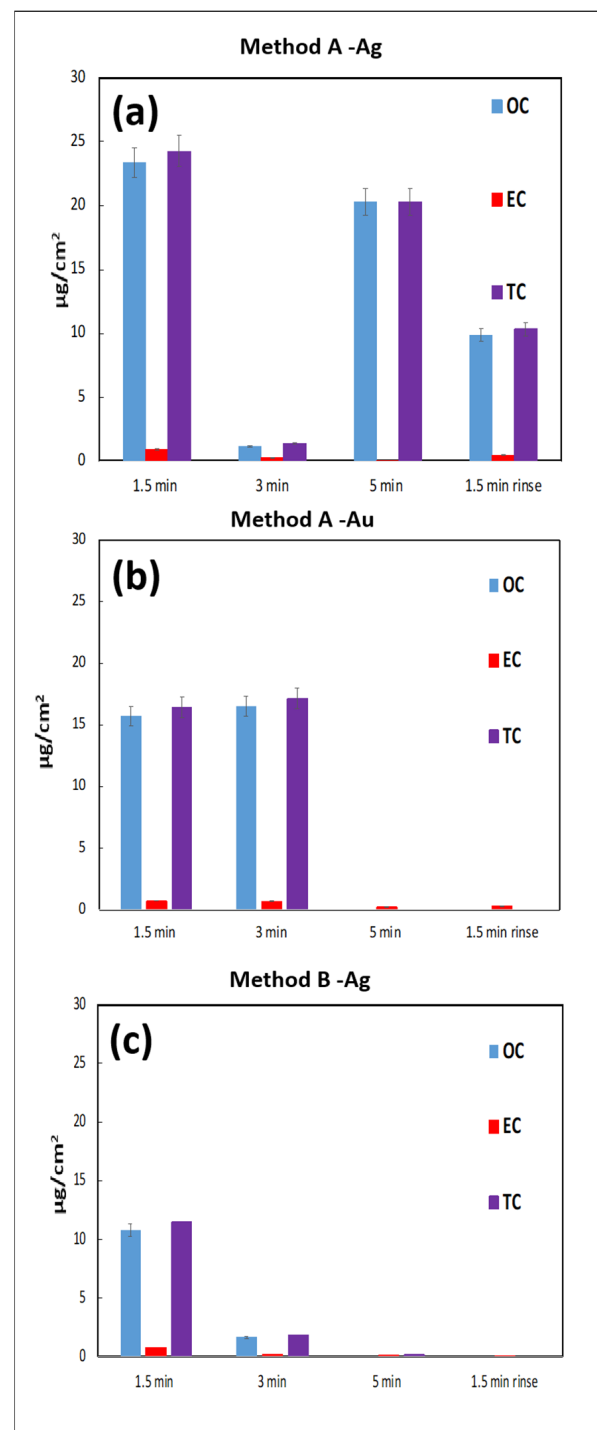 Method A -Ag
(a)
30
25
20
15
10
5
0
µg/cm²
OC
EC
TC
1.5 min
3 min
5 min
1.5 min rinse
Method A -Au
(b)
30
25
20
15
10
5
0
µg/cm²
OC
EC
TC
1.5 min
3 min
5 min
1.5 min rinse
Method B -Ag
(c)
30
25
20
15
10
5
0
µg/cm²
OC
EC
TC
1.5 min
3 min
5 min
1.5 min rinse